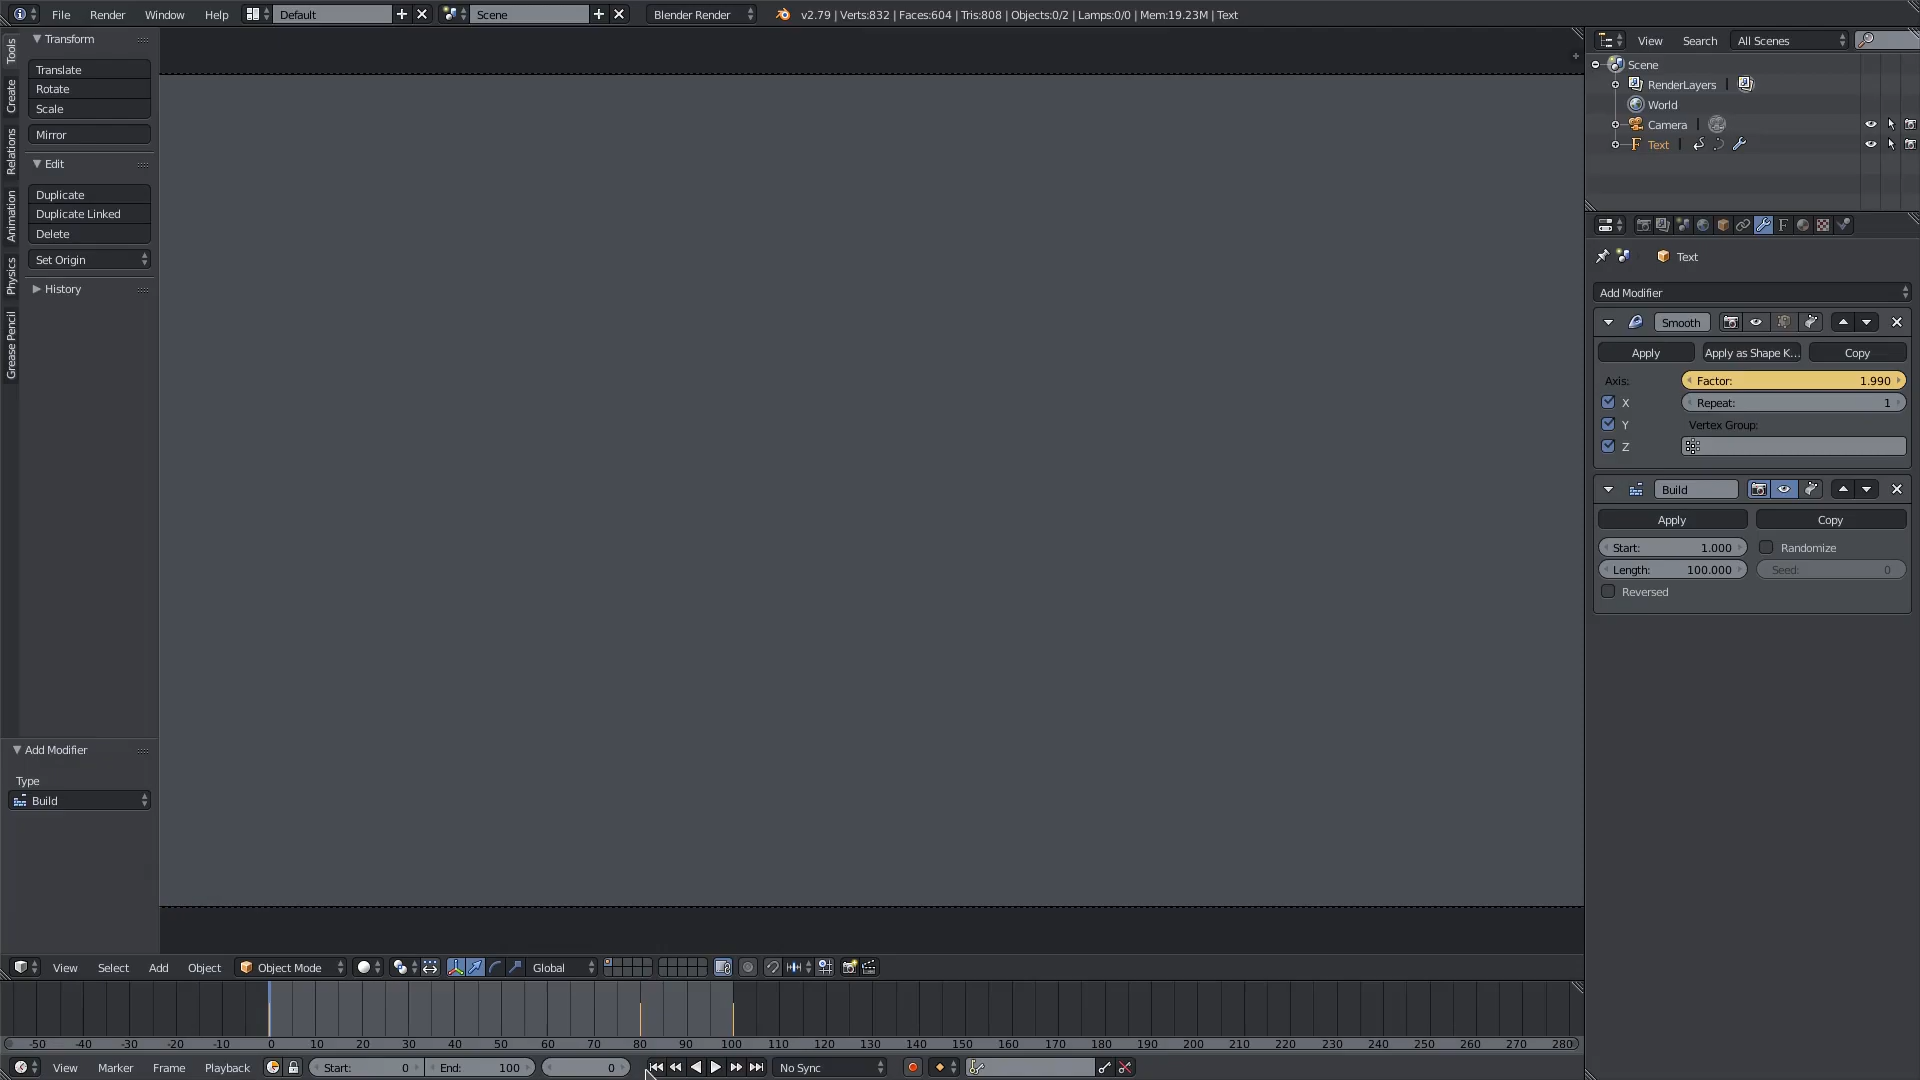 File Render Window Help Default Scene Blender Render v2.79 | Verts:832 | Faces:604 | Tris:808 | Objects:0/2 | Lamps:0/0 | Mem:19.23M | Text
Tools
Create
Relations
Animation
Physics
Grease Pencil
Transform
Translate
Rotate
Scale
Mirror
Edit
Duplicate
Duplicate Linked
Delete
Set Origin
History
Add Modifier
Type
Build
View Search All Scenes
Scene
RenderLayers
World
Camera
Text
Text
Add Modifier
Smooth
Apply Apply as Shape K... Copy
Axis: Factor: 1.990
X Repeat: 1
Y Vertex Group:
Z
Build
Apply Copy
Start: 1.000 Randomize
Length: 100.000 Seed: 0
Reversed
View Select Add Object Object Mode Global
-50 -40 -30 -20 -10 0 10 20 30 40 50 60 70 80 90 100 110 120 130 140 150 160 170 180 190 200 210 220 230 240 250 260 270 280
View Marker Frame Playback Start: 0 End: 100 0 No Sync